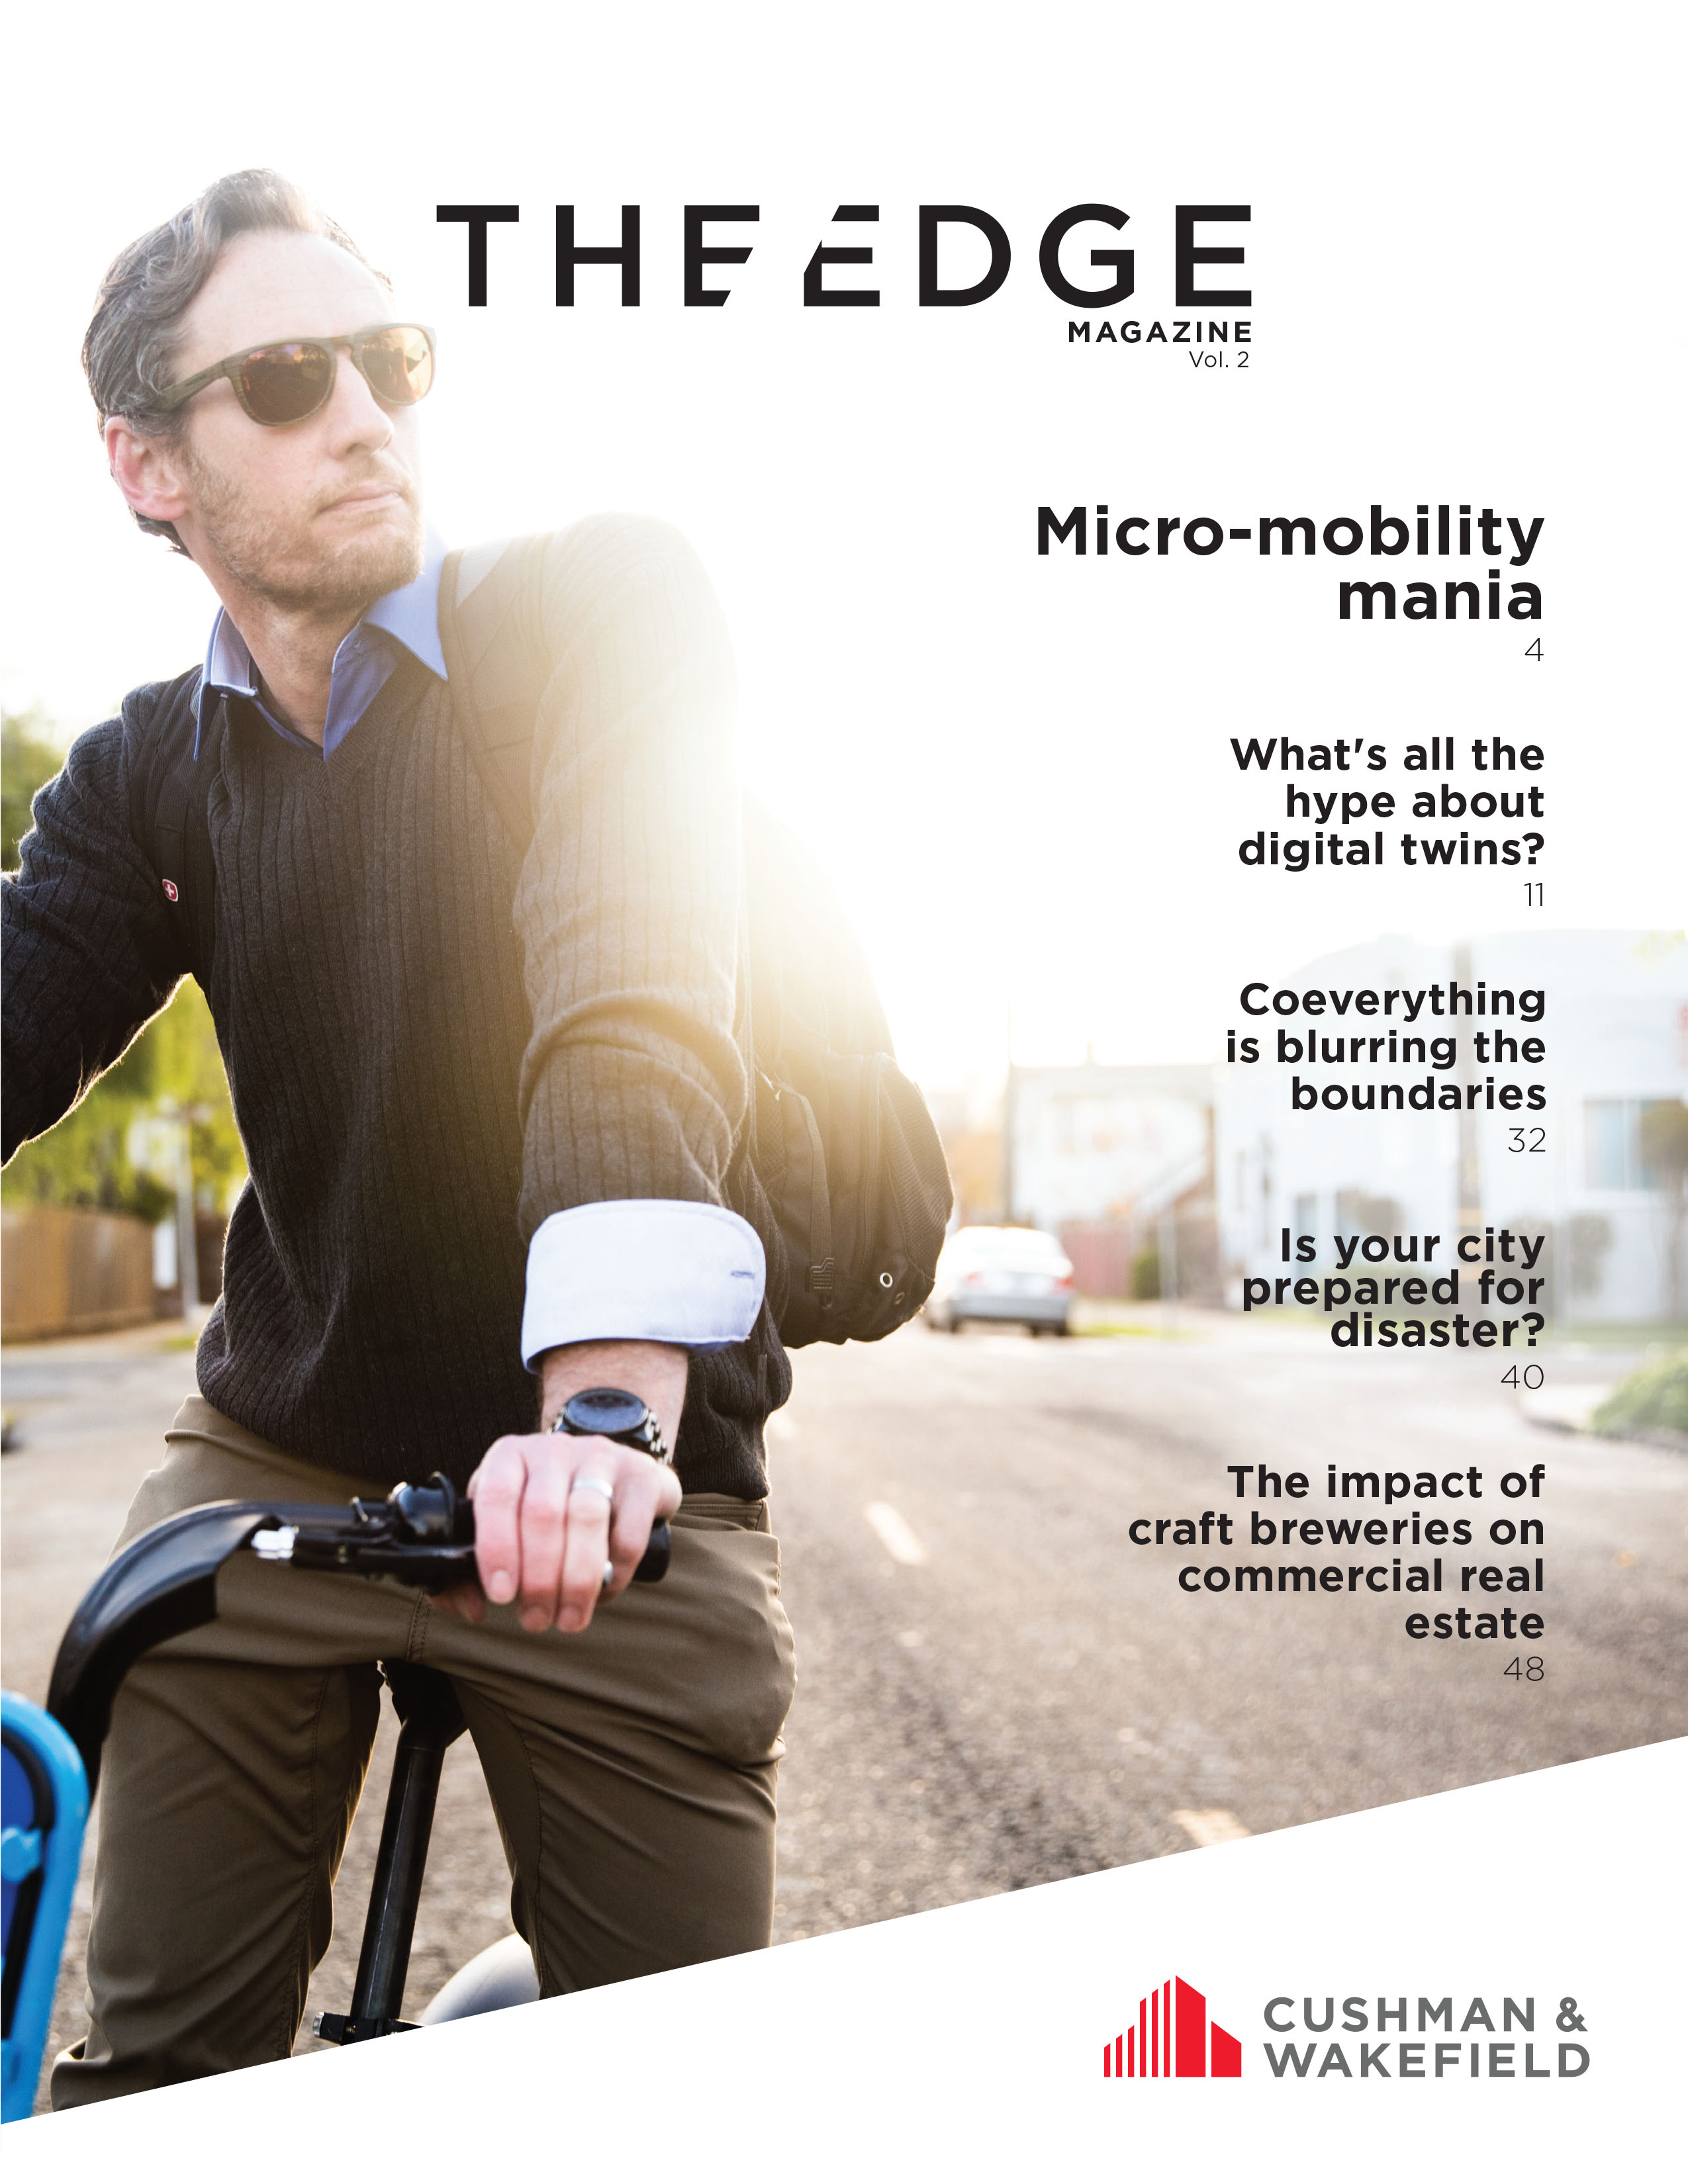 THE EDGE
MAGAZINE
Vol. 2
Micro-mobility
mania
4
What's all the
hype about
digital twins?
11
Coeverything
is blurring the
boundaries
32
Is your city
prepared for
disaster?
40
The impact of
craft breweries on
commercial real
estate
48
CUSHMAN &
WAKEFIELD